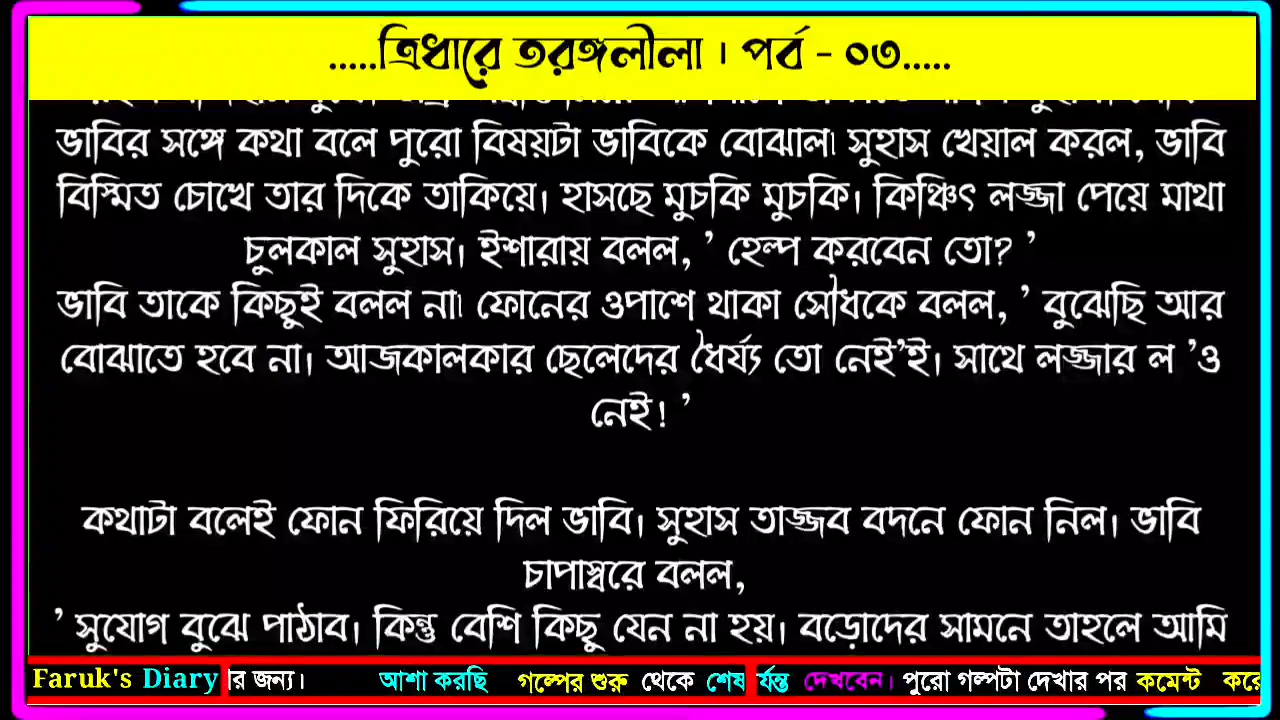 .....ত্রিধারে তরঙ্গলীলা । পর্ব - ০৩.....
ভাবির সঙ্গে কথা বলে পুরো বিষয়টা ভাবিকে বোঝাল৷ সুহাস খেয়াল করল, ভাবি
বিস্মিত চোখে তার দিকে তাকিয়ে। হাসছে মুচকি মুচকি। কিঞ্চিৎ লজ্জা পেয়ে মাথা
চুলকাল সুহাস। ইশারায় বলল, ’ হেল্প করবেন তো? ’
ভাবি তাকে কিছুই বলল না৷ ফোনের ওপাশে থাকা সৌধকে বলল, ’ বুঝেছি আর
বোঝাতে হবে না। আজকালকার ছেলেদের ধৈর্য্য তো নেই’ই। সাথে লজ্জার ল ’ও
নেই! ’
কথাটা বলেই ফোন ফিরিয়ে দিল ভাবি। সুহাস তাজ্জব বদনে ফোন নিল। ভাবি
চাপাস্বরে বলল,
’ সুযোগ বুঝে পাঠাব। কিন্তু বেশি কিছু যেন না হয়। বড়োদের সামনে তাহলে আমি
Faruk's Diary র জন্য। আশা করছি গল্পের শুরু থেকে শেষ র্যন্ত দেখবেন। পুরো গল্পটা দেখার পর কমেন্ট করে